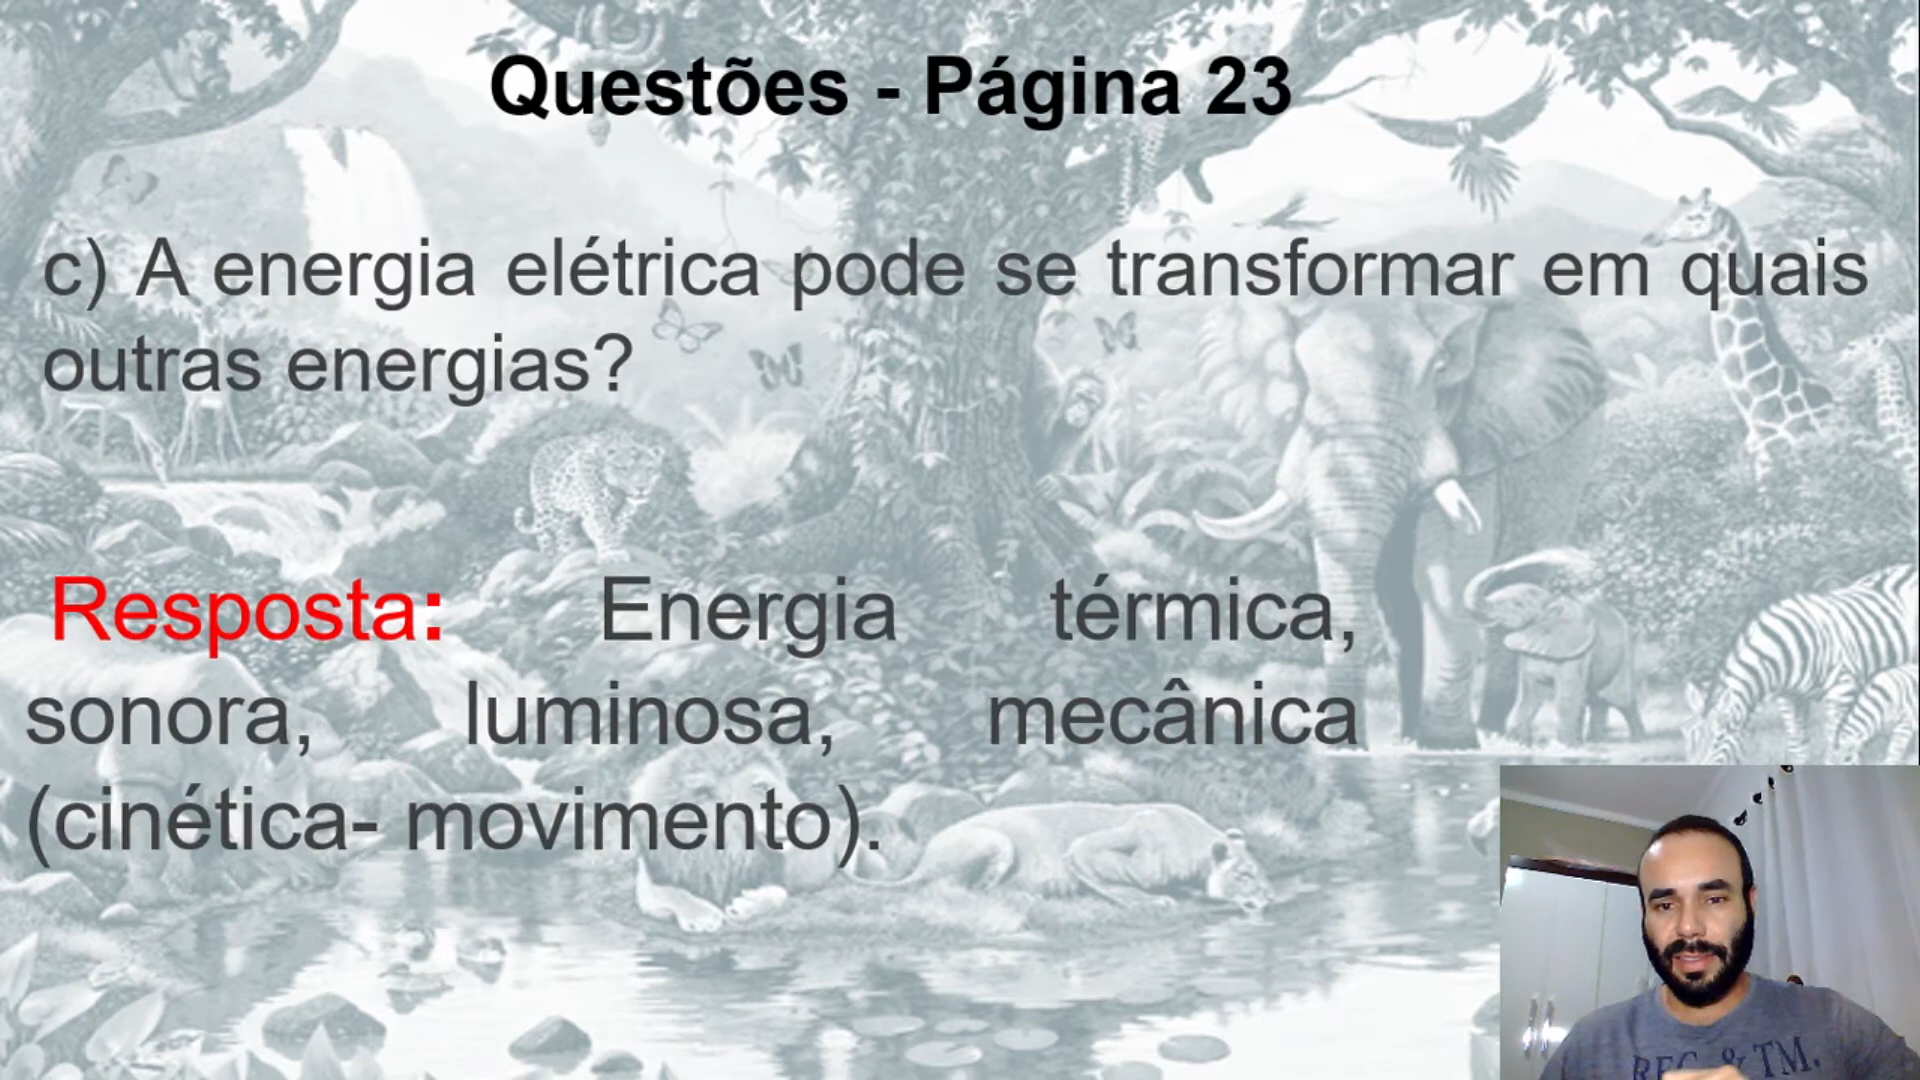 Questões - Página 23
c) A energia elétrica pode se transformar em quais
outras energias?
Resposta: Energia térmica,
sonora, luminosa, mecânica
(cinética- movimento).
& TM.